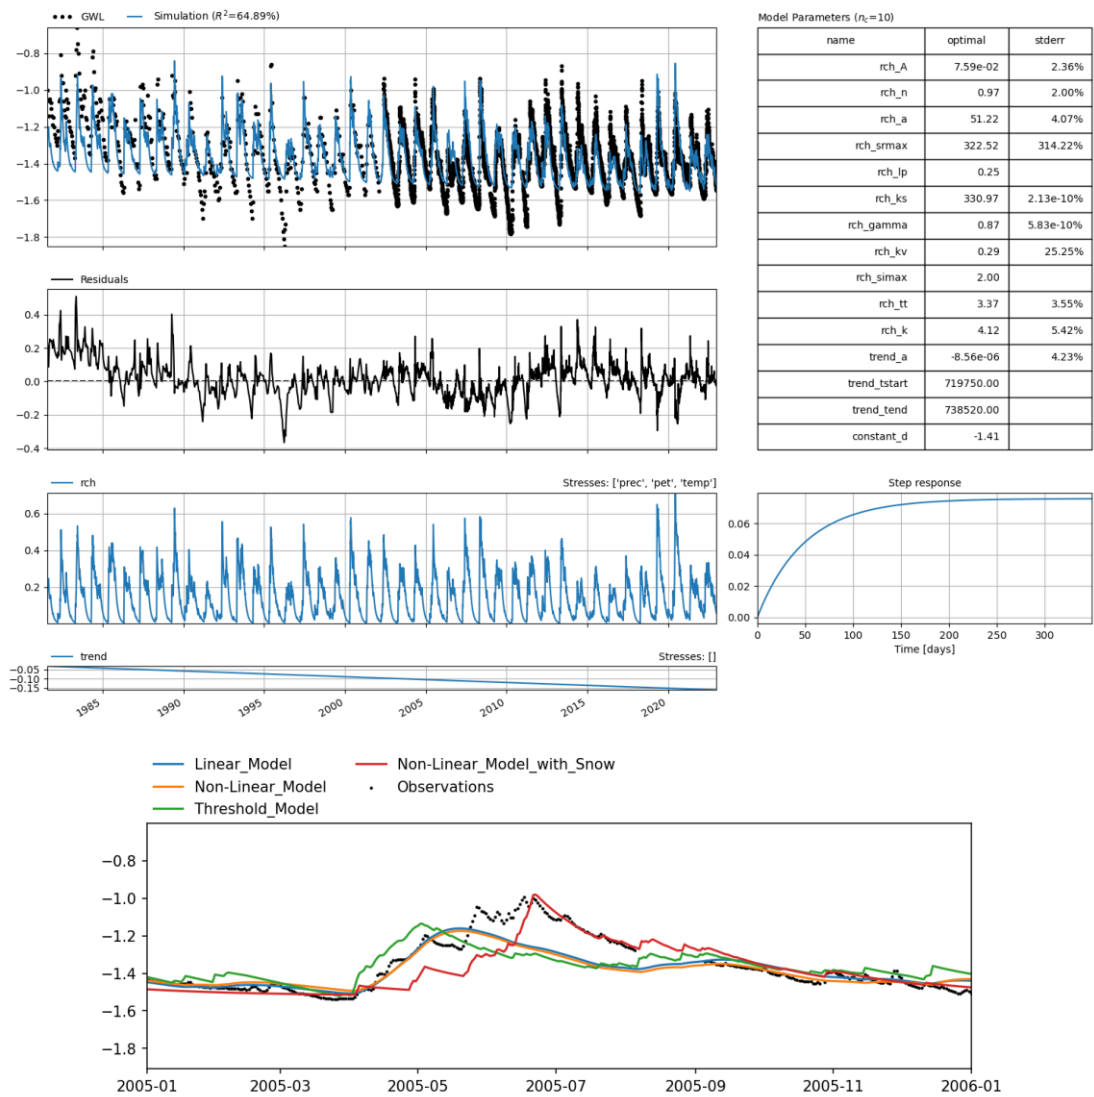 GWL Simulation (R²=64.89%)
−0.8
−1.0
−1.2
−1.4
−1.6
−1.8
Residuals
0.4
0.2
0.0
−0.2
−0.4
rch Stresses: ['prec', 'pet', 'temp']
0.6
0.4
0.2
trend Stresses: []
−0.05
−0.10
−0.15
1985 1990 1995 2000 2005 2010 2015 2020
Model Parameters (n_c=10)
name optimal stderr
rch_A 7.59e-02 2.36%
rch_n 0.97 2.00%
rch_a 51.22 4.07%
rch_srmax 322.52 314.22%
rch_lp 0.25
rch_ks 330.97 2.13e-10%
rch_gamma 0.87 5.83e-10%
rch_kv 0.29 25.25%
rch_simax 2.00
rch_tt 3.37 3.55%
rch_k 4.12 5.42%
trend_a -8.56e-06 4.23%
trend_tstart 719750.00
trend_tend 738520.00
constant_d -1.41
Step response
0.06
0.04
0.02
0.00
0 50 100 150 200 250 300
Time [days]
Linear_Model Non-Linear_Model_with_Snow
Non-Linear_Model Observations
Threshold_Model
−0.8
−1.0
−1.2
−1.4
−1.6
−1.8
2005-01 2005-03 2005-05 2005-07 2005-09 2005-11 2006-01